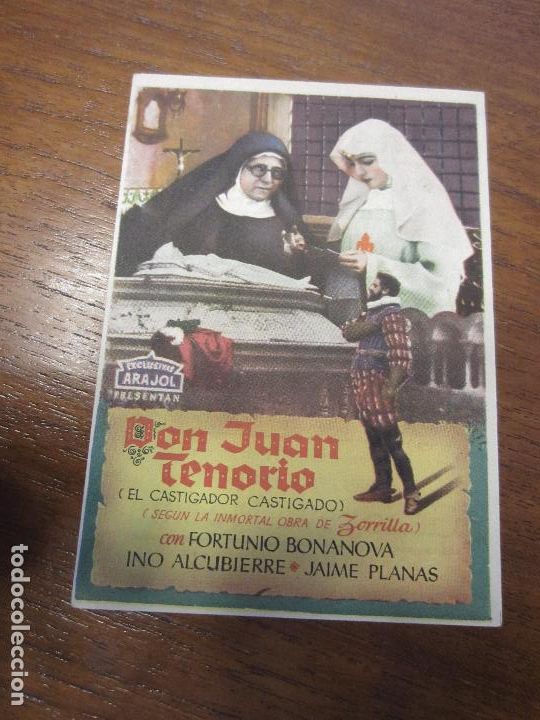 EXCLUSIVAS
ARAJOL
PRESENTAN
Don Juan
Tenorio
(EL CASTIGADOR CASTIGADO)
(SEGUN LA INMORTAL OBRA DE Zorrilla)
con FORTUNIO BONANOVA
INO ALCUBIERRE * JAIME PLANAS
todocoleccion.net